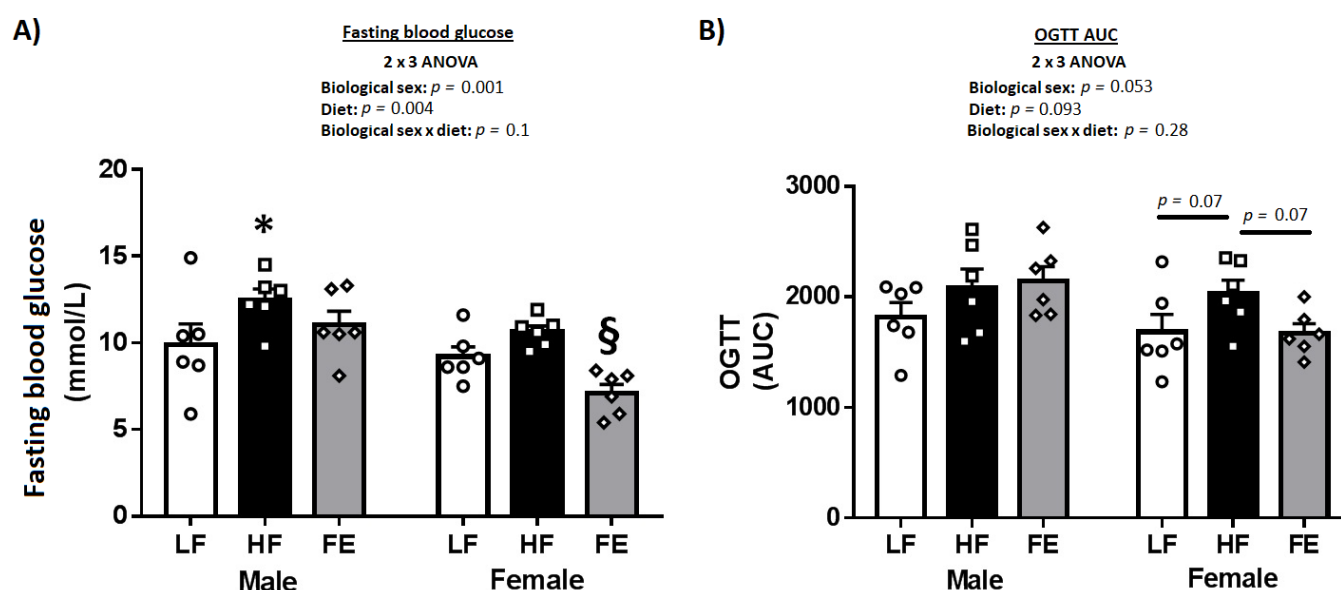 A)
Fasting blood glucose
2 x 3 ANOVA
Biological sex: p = 0.001
Diet: p = 0.004
Biological sex x diet: p = 0.1
Fasting blood glucose
(mmol/L)
20
15
10
5
0
*
§
LF HF FE LF HF FE
Male Female
B)
OGTT AUC
2 x 3 ANOVA
Biological sex: p = 0.053
Diet: p = 0.093
Biological sex x diet: p = 0.28
OGTT
(AUC)
3000
2000
1000
0
p = 0.07
p = 0.07
LF HF FE LF HF FE
Male Female